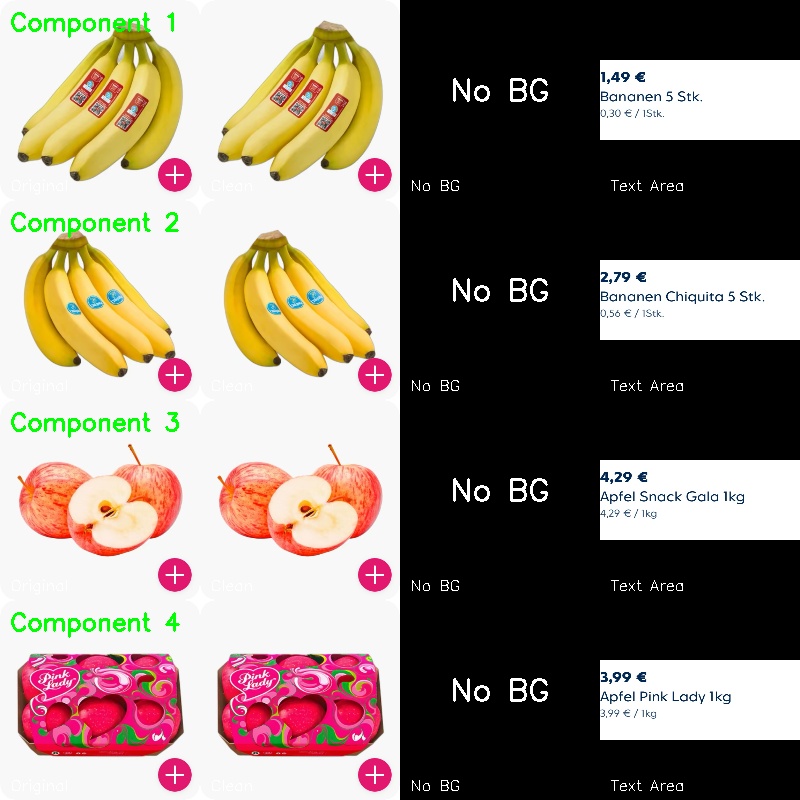 Component 1
No BG
1,49 €
Bananen 5 Stk.
0,30 € / 1Stk.
Original
Clean
No BG
Text Area
Component 2
No BG
2,79 €
Bananen Chiquita 5 Stk.
0,56 € / 1Stk.
Original
Clean
No BG
Text Area
Component 3
No BG
4,29 €
Apfel Snack Gala 1kg
4,29 € / 1kg
Original
Clean
No BG
Text Area
Component 4
Pink Lady
Pink Lady
No BG
3,99 €
Apfel Pink Lady 1kg
3,99 € / 1kg
Original
Clean
No BG
Text Area